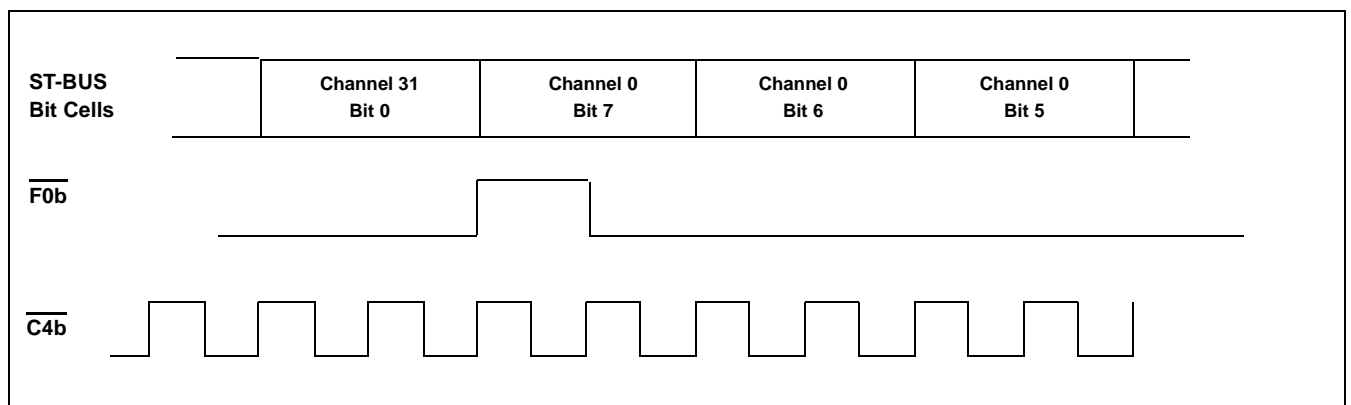 ST-BUS
Bit Cells
Channel 31
Bit 0
Channel 0
Bit 7
Channel 0
Bit 6
Channel 0
Bit 5
F0b
C4b